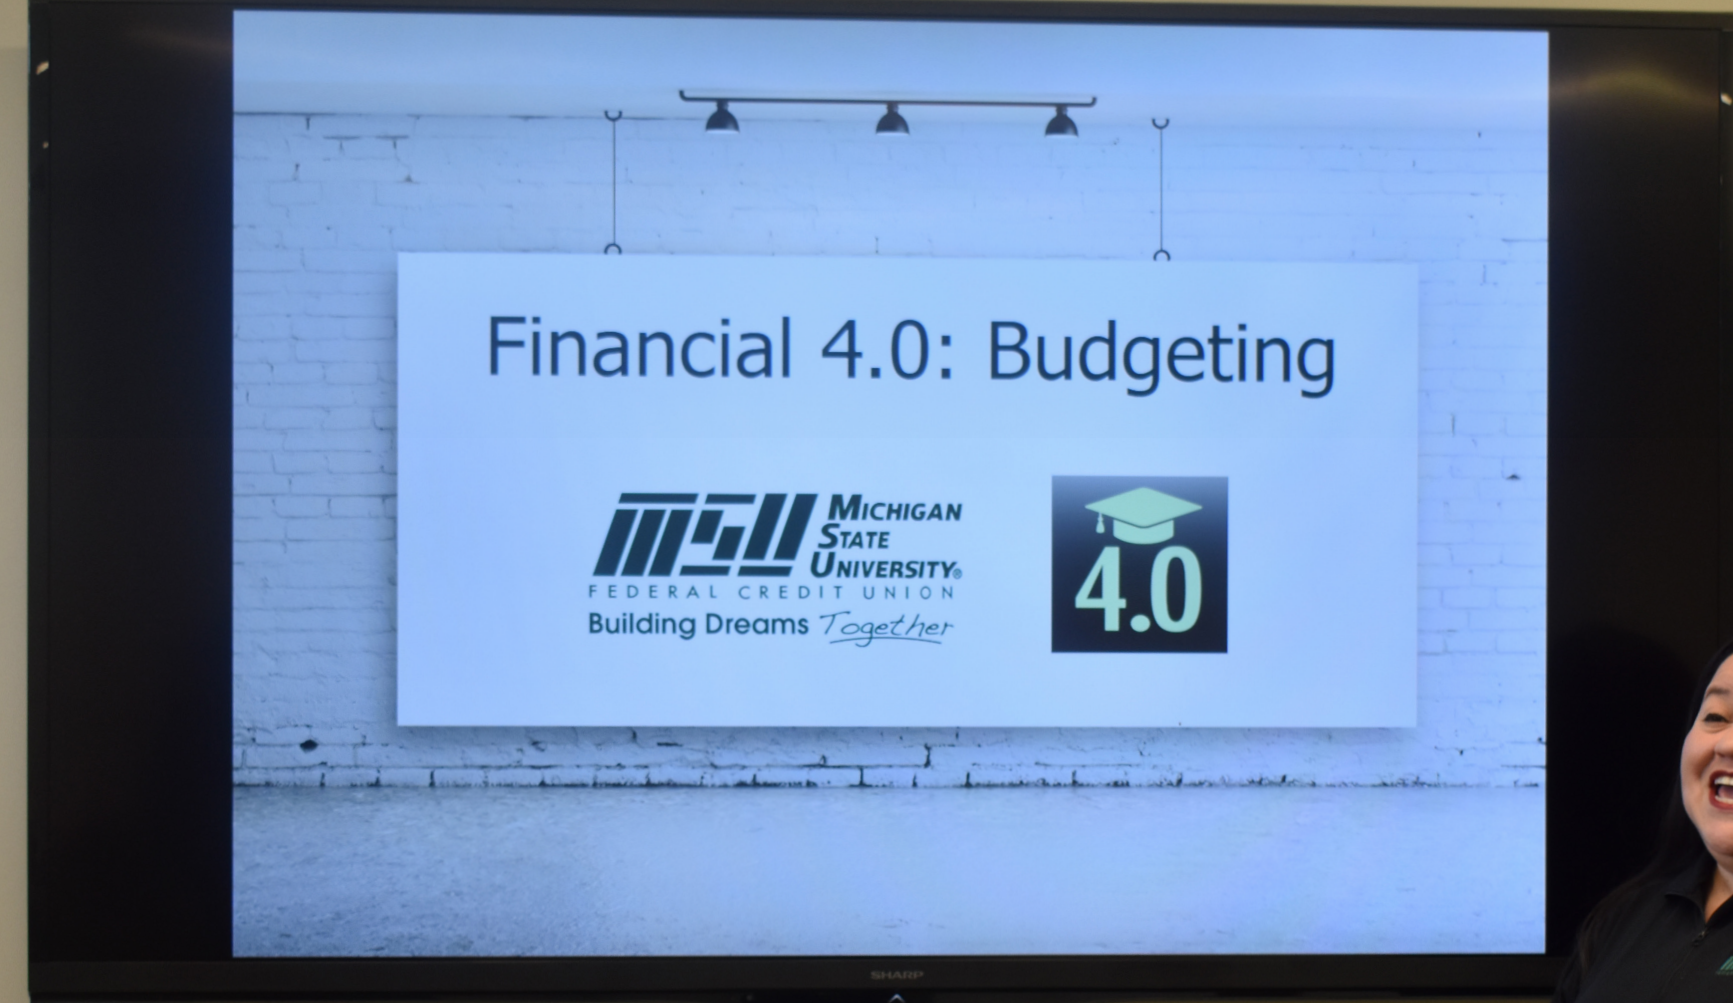 Financial 4.0: Budgeting
MSU
MICHIGAN
STATE
UNIVERSITY®
FEDERAL CREDIT UNION
Building Dreams Together
4.0
SHARP